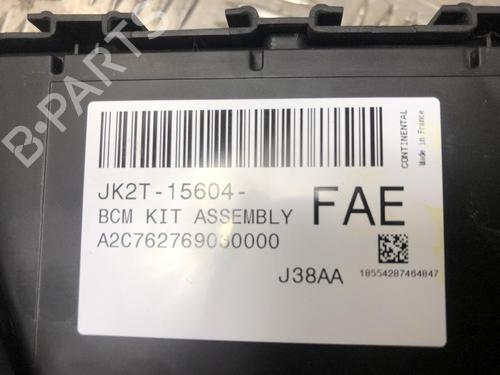 JK2T-15604-
BCM KIT ASSEMBLY
FAE
A2C762769030000
J38AA
18554287464847
CONTINENTAL
Made in France
B-PARTS